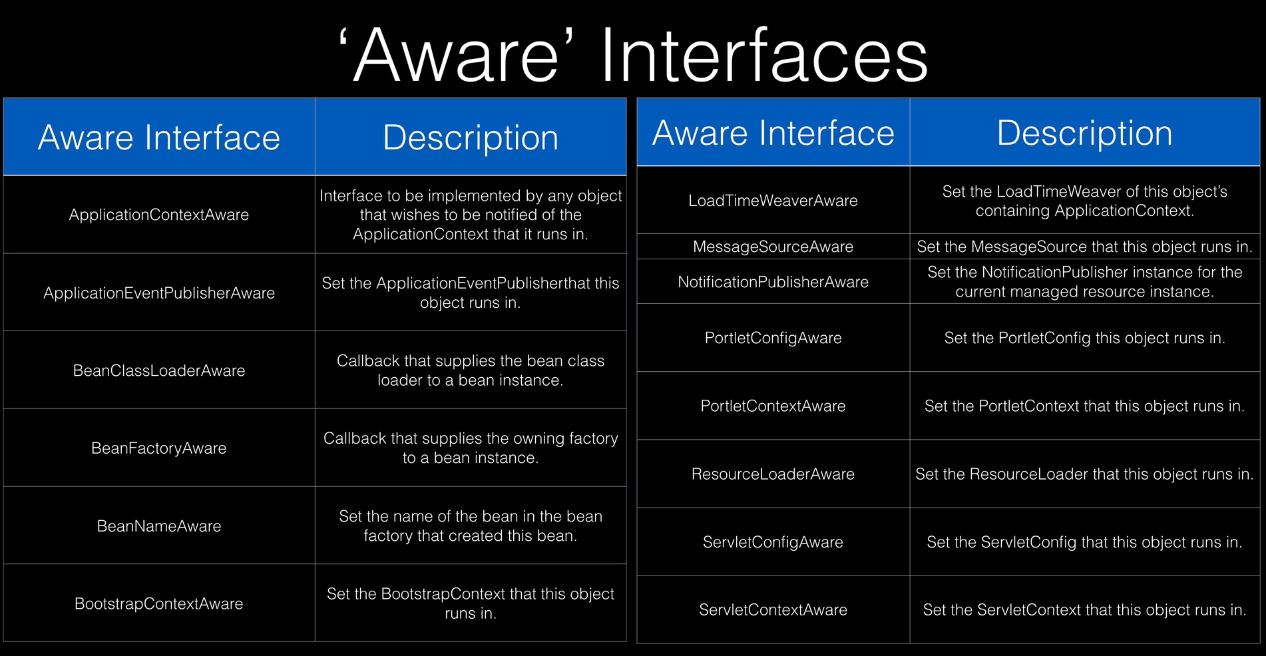 ‘Aware’ Interfaces
Aware Interface
Description
ApplicationContextAware
Interface to be implemented by any object
that wishes to be notified of the
ApplicationContext that it runs in.
ApplicationEventPublisherAware
Set the ApplicationEventPublisherthat this
object runs in.
BeanClassLoaderAware
Callback that supplies the bean class
loader to a bean instance.
BeanFactoryAware
Callback that supplies the owning factory
to a bean instance.
BeanNameAware
Set the name of the bean in the bean
factory that created this bean.
BootstrapContextAware
Set the BootstrapContext that this object
runs in.
Aware Interface
Description
LoadTimeWeaverAware
Set the LoadTimeWeaver of this object’s
containing ApplicationContext.
MessageSourceAware
Set the MessageSource that this object runs in.
NotificationPublisherAware
Set the NotificationPublisher instance for the
current managed resource instance.
PortletConfigAware
Set the PortletConfig this object runs in.
PortletContextAware
Set the PortletContext that this object runs in.
ResourceLoaderAware
Set the ResourceLoader that this object runs in.
ServletConfigAware
Set the ServletConfig that this object runs in.
ServletContextAware
Set the ServletContext that this object runs in.